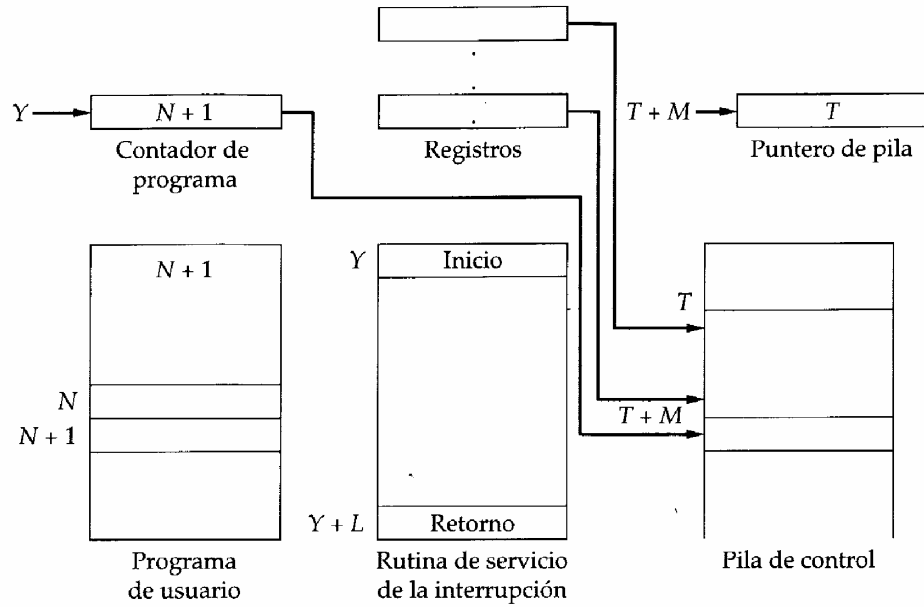 Y
N + 1
T + M
T
Contador de
programa
Registros
Puntero de pila
N + 1
N
N + 1
Programa
de usuario
Y
Inicio
Y + L
Retorno
Rutina de servicio
de la interrupción
T
T + M
Pila de control